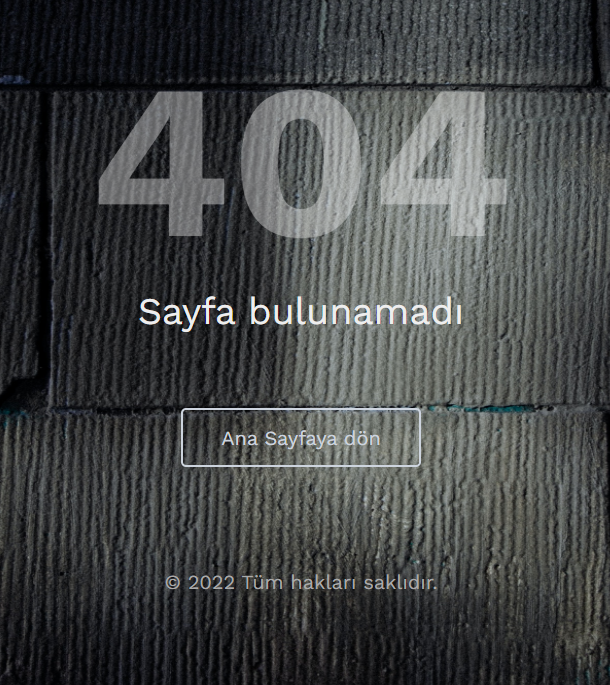 404
Sayfa bulunamadı
Ana Sayfaya dön
© 2022 Tüm hakları saklıdır.